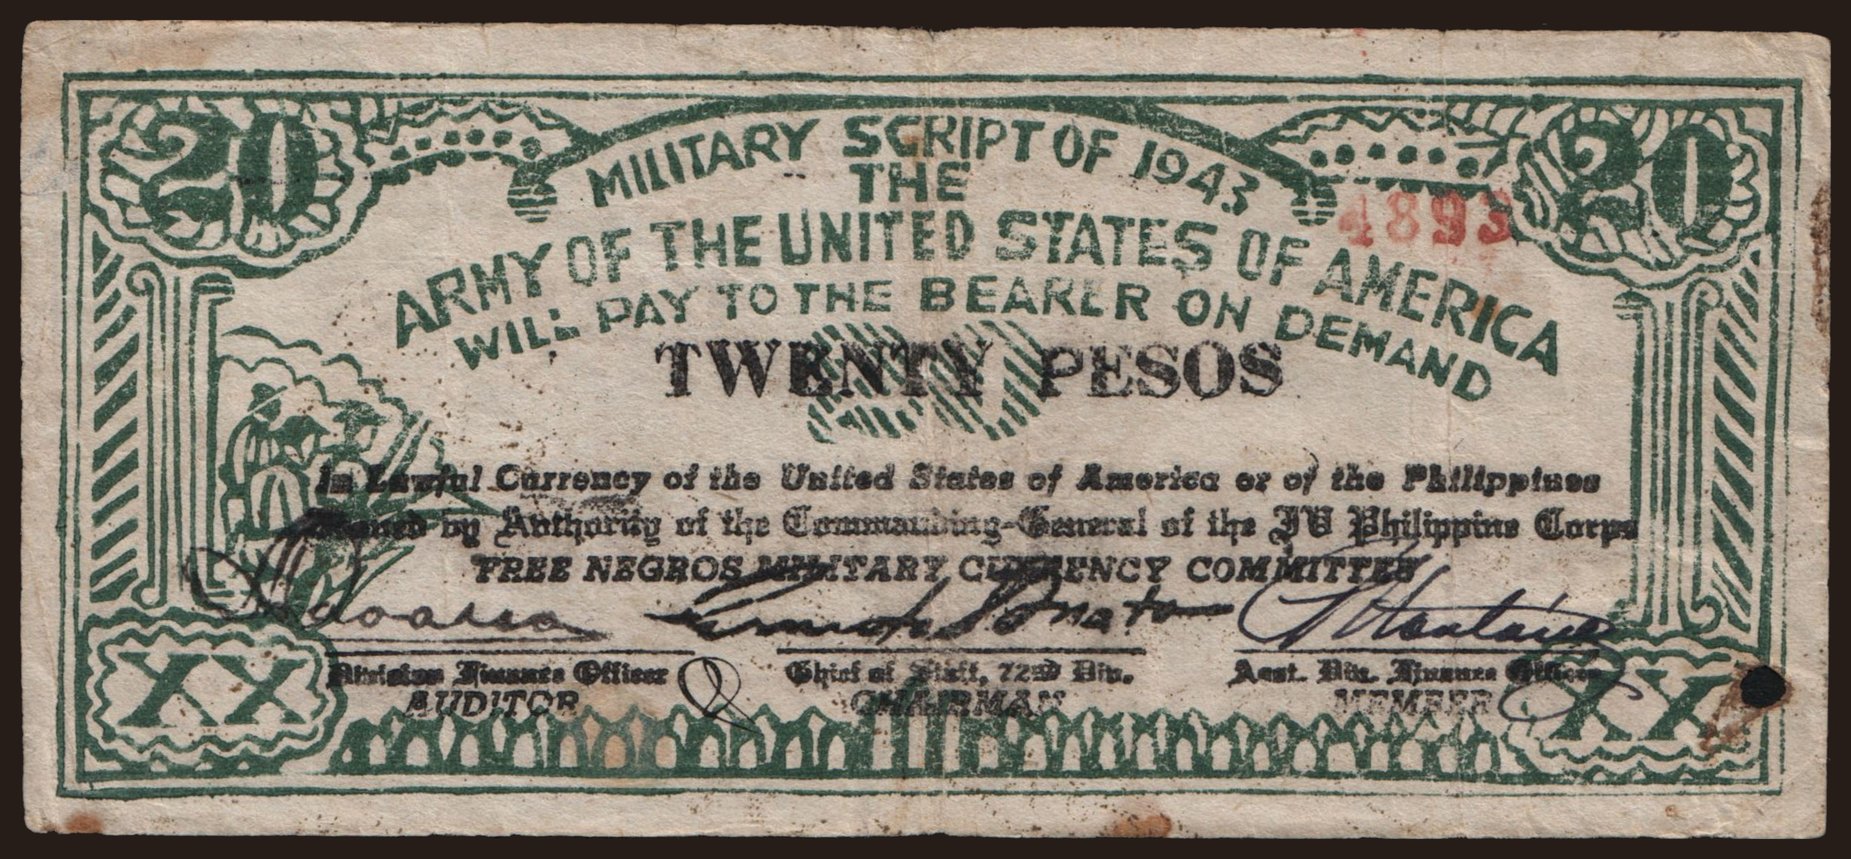 20 20
MILITARY SCRIPT OF 1943
4893
THE
ARMY OF THE UNITED STATES OF AMERICA
WILL PAY TO THE BEARER ON DEMAND
TWENTY PESOS
In Lawful Currency of the United States of America or of the Philippines
Issued by Authority of the Commanding-General of the IV Philippine Corps
FREE NEGROS MILITARY CURRENCY COMMITTEE
Division Finance Officer Chief of Staff, 72nd Div. Asst. Div. Finance Officer
AUDITOR CHAIRMAN MEMBER
XX XX